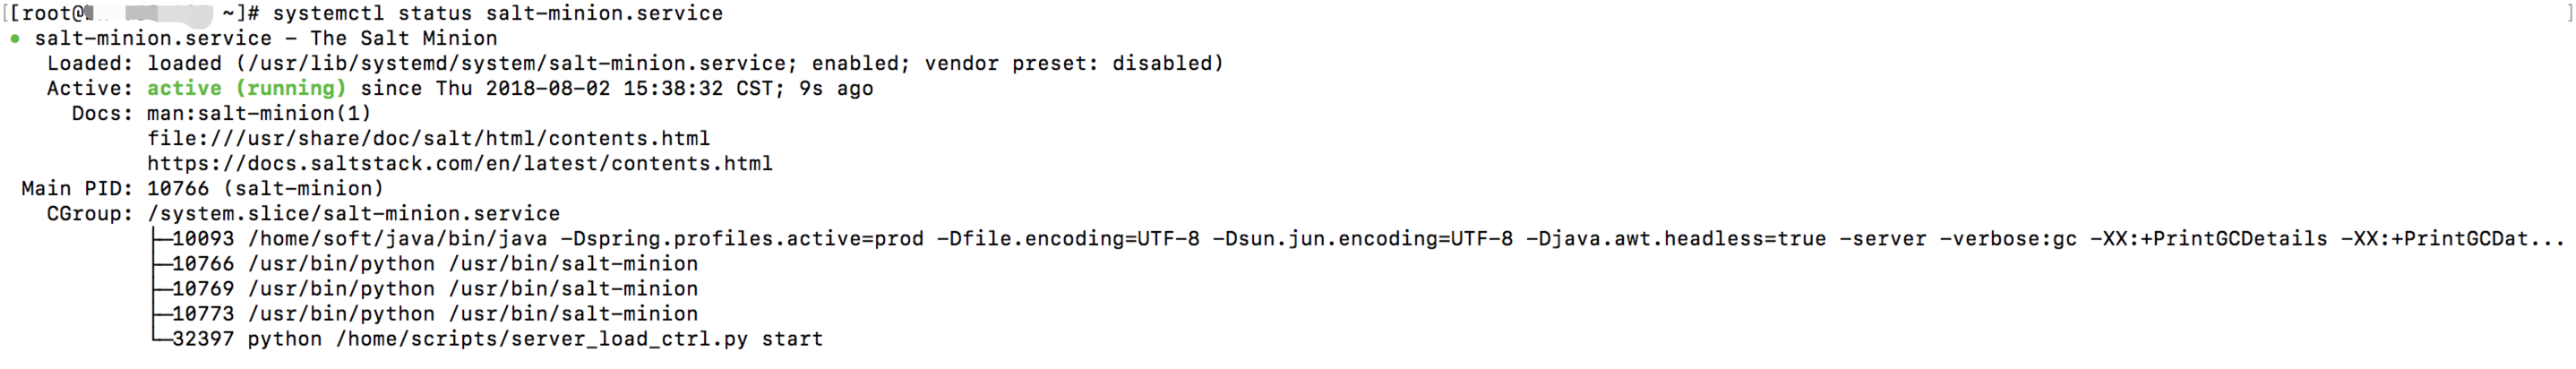 [[root@ ~]# systemctl status salt-minion.service ]
● salt-minion.service - The Salt Minion
Loaded: loaded (/usr/lib/systemd/system/salt-minion.service; enabled; vendor preset: disabled)
Active: active (running) since Thu 2018-08-02 15:38:32 CST; 9s ago
Docs: man:salt-minion(1)
file:///usr/share/doc/salt/html/contents.html
https://docs.saltstack.com/en/latest/contents.html
Main PID: 10766 (salt-minion)
CGroup: /system.slice/salt-minion.service
├─10093 /home/soft/java/bin/java -Dspring.profiles.active=prod -Dfile.encoding=UTF-8 -Dsun.jun.encoding=UTF-8 -Djava.awt.headless=true -server -verbose:gc -XX:+PrintGCDetails -XX:+PrintGCDat...
├─10766 /usr/bin/python /usr/bin/salt-minion
├─10769 /usr/bin/python /usr/bin/salt-minion
├─10773 /usr/bin/python /usr/bin/salt-minion
└─32397 python /home/scripts/server_load_ctrl.py start